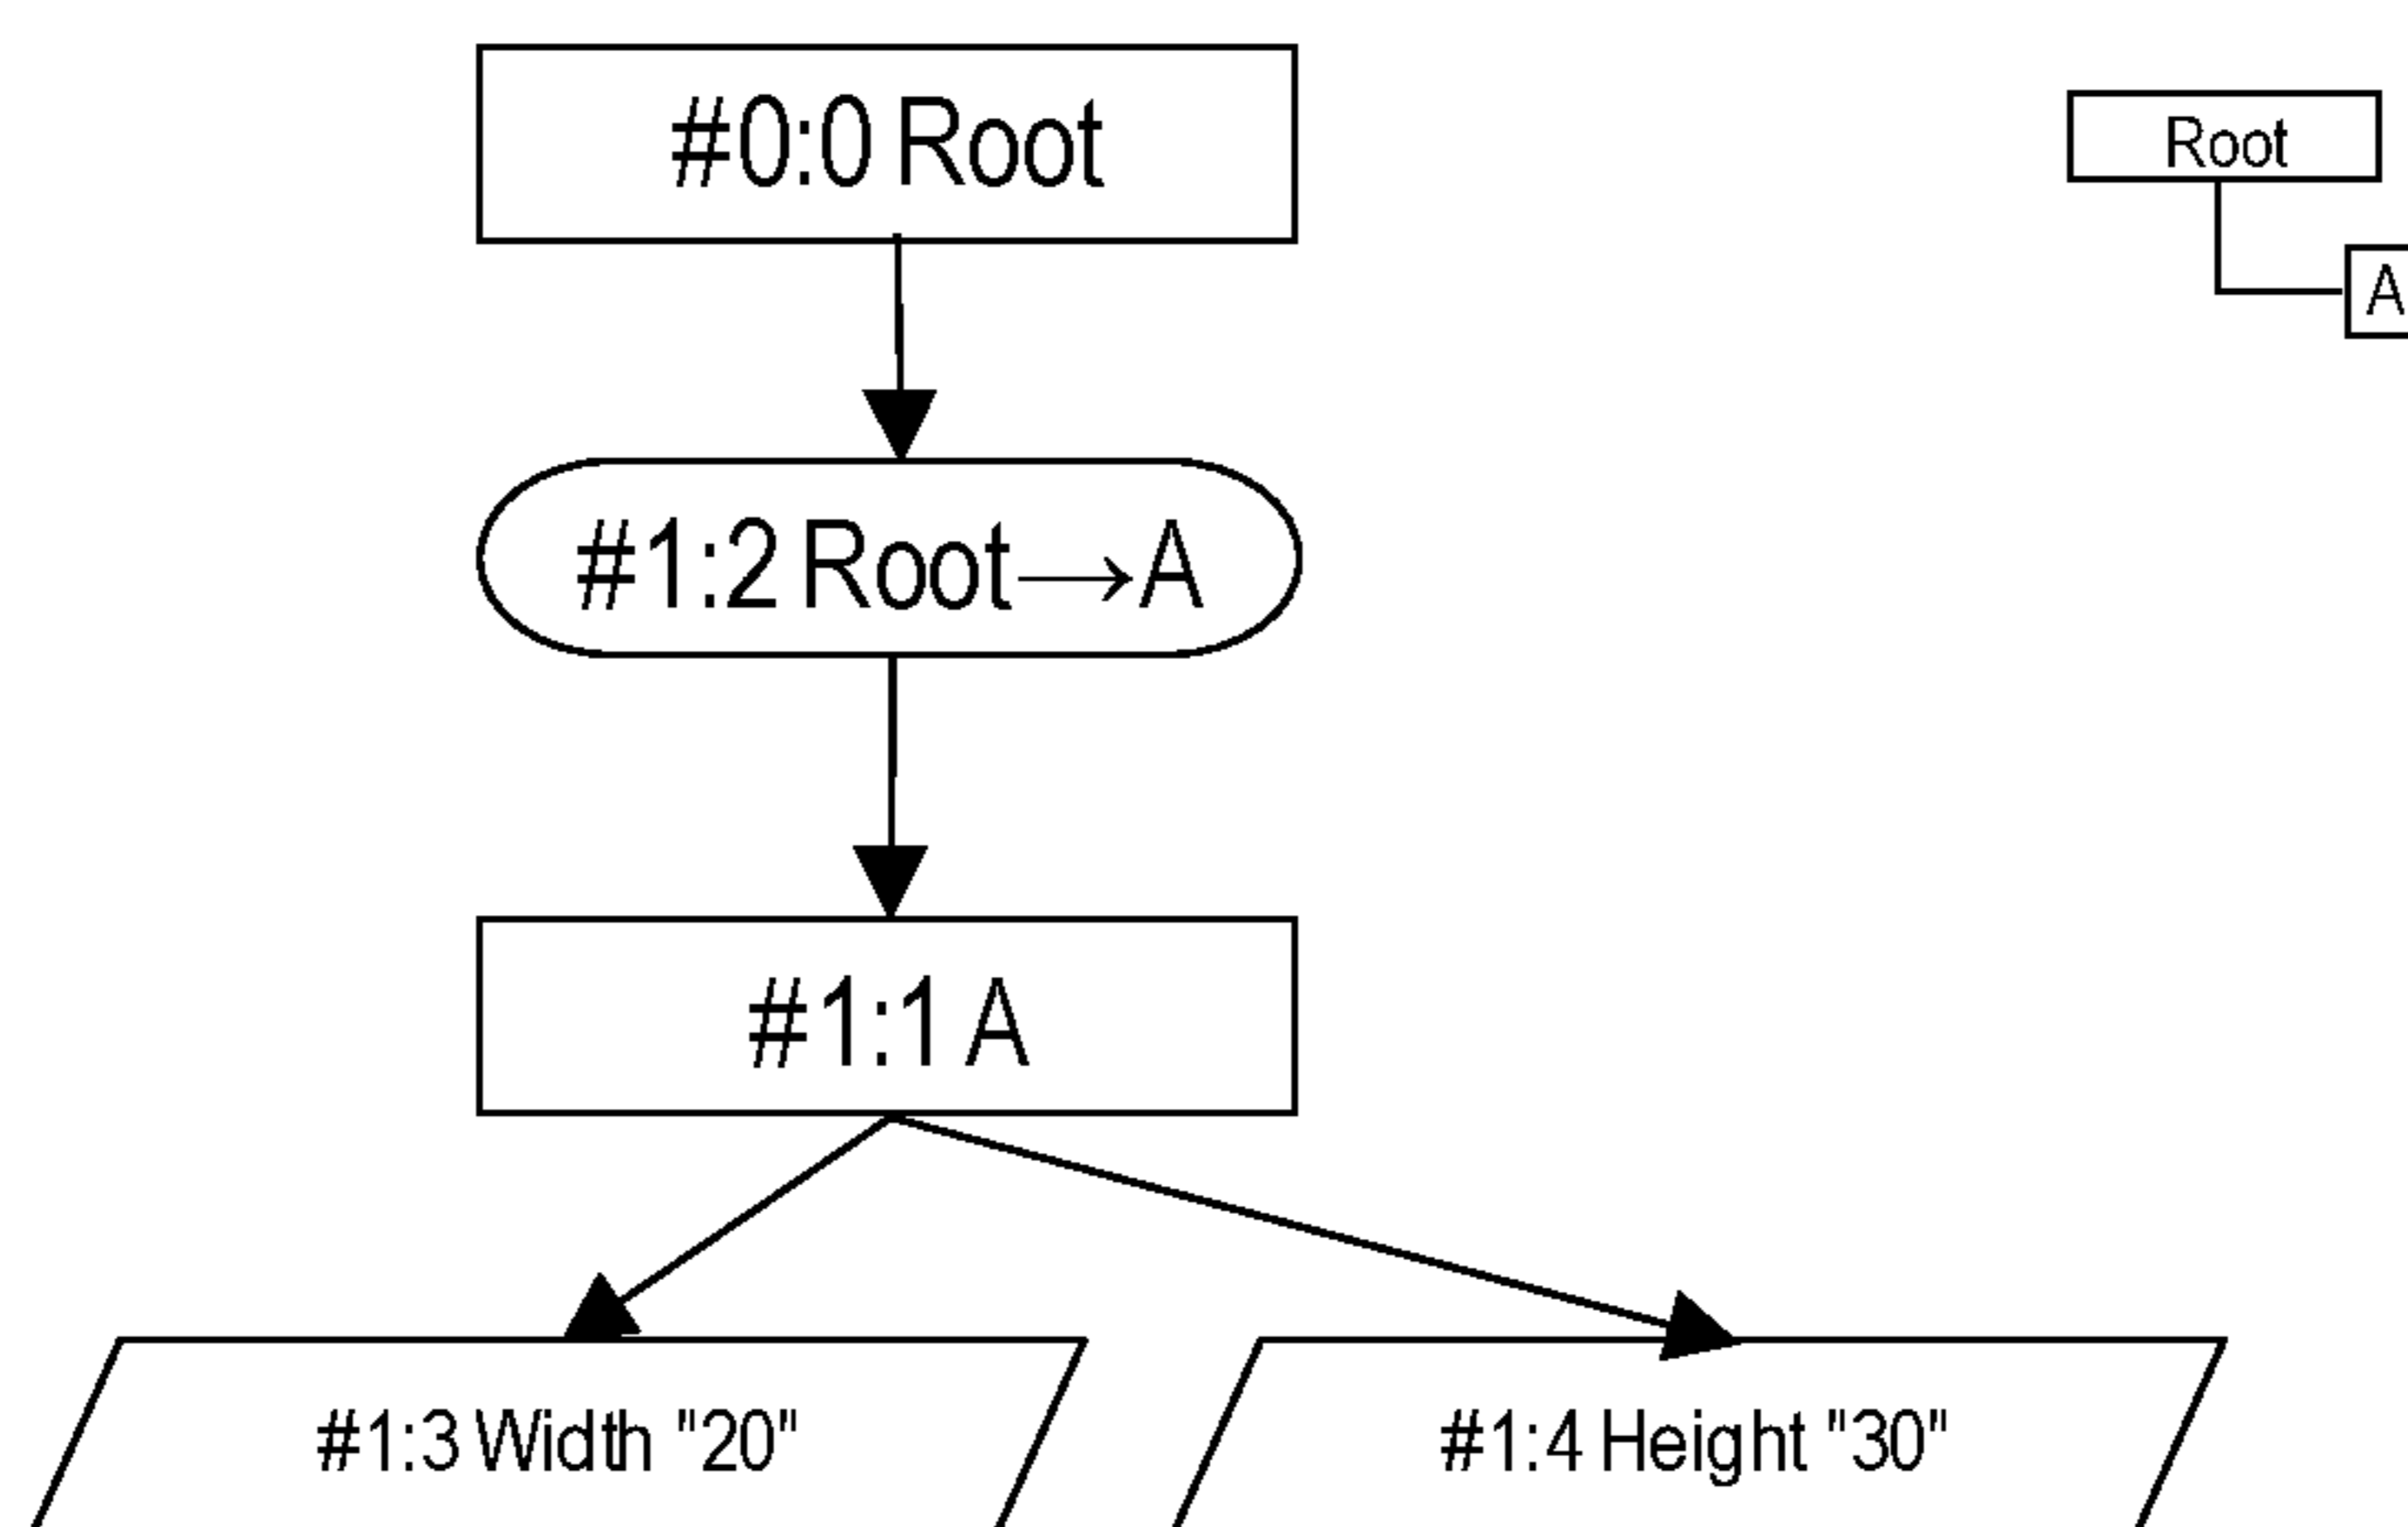 #0:0 Root
Root
A
#1:2 Root→A
#1:1 A
#1:3 Width "20"
#1:4 Height "30"